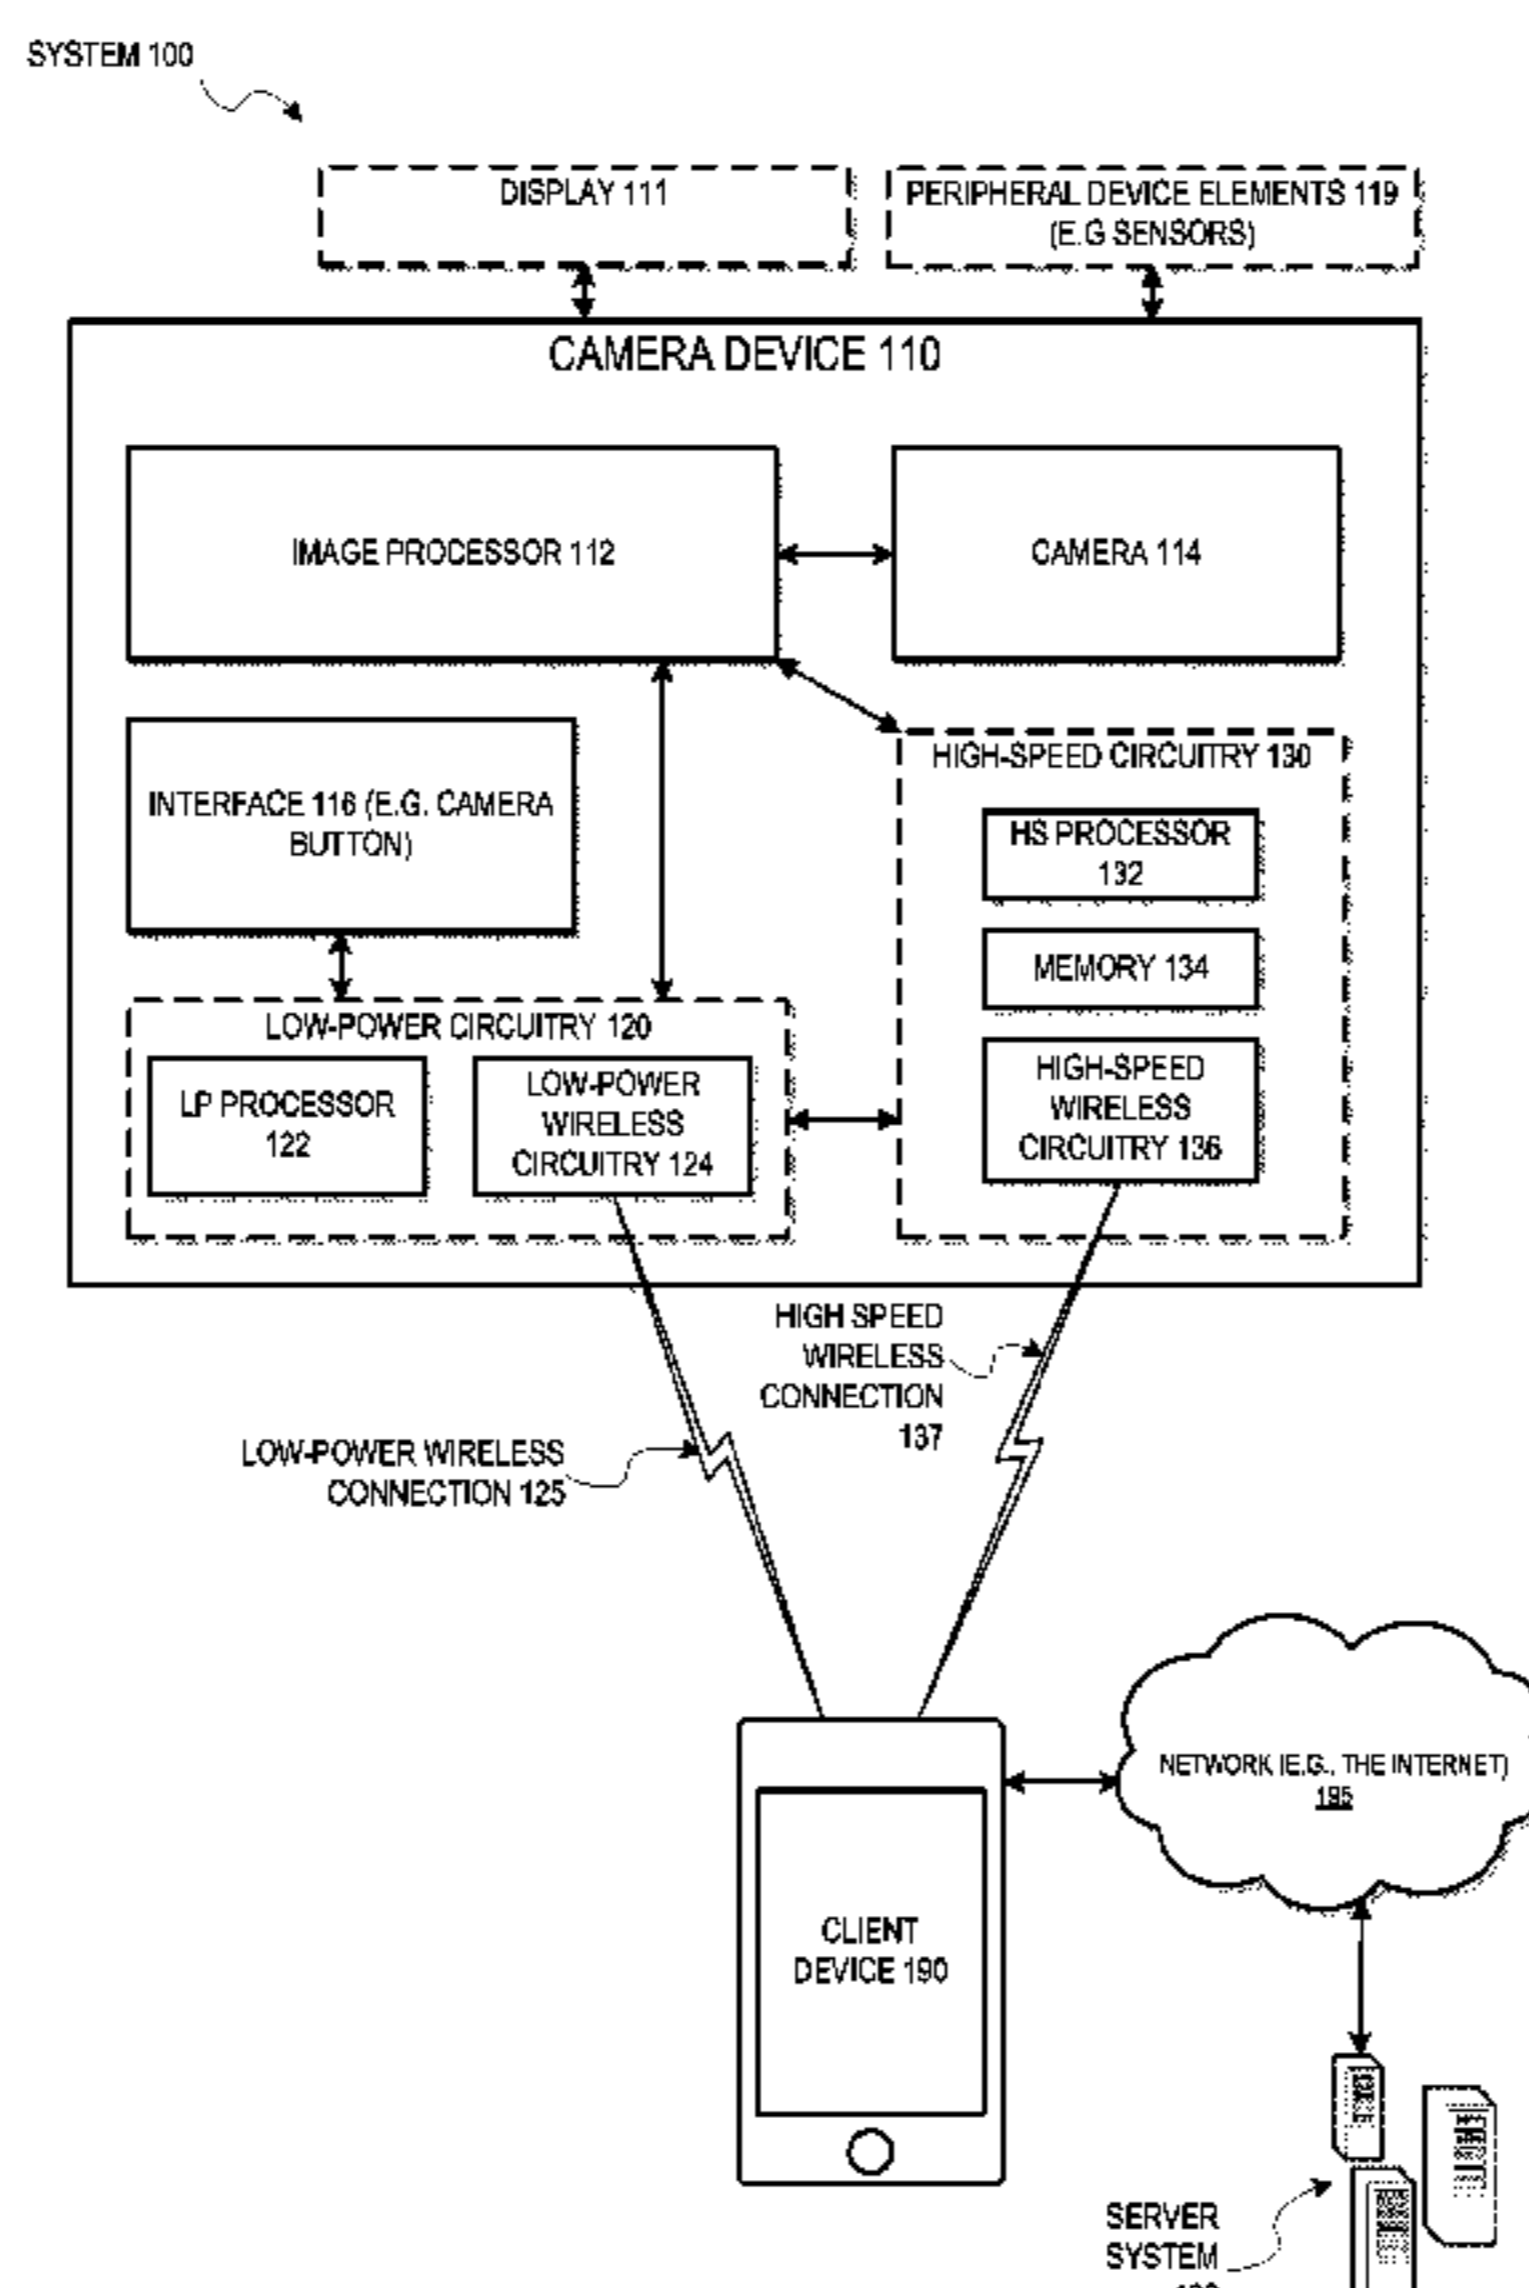 SYSTEM 100
DISPLAY 111
PERIPHERAL DEVICE ELEMENTS 119
(E.G SENSORS)
CAMERA DEVICE 110
IMAGE PROCESSOR 112
CAMERA 114
INTERFACE 116 (E.G. CAMERA
BUTTON)
HIGH-SPEED CIRCUITRY 130
HS PROCESSOR
132
MEMORY 134
HIGH-SPEED
WIRELESS
CIRCUITRY 136
LOW-POWER CIRCUITRY 120
LP PROCESSOR
122
LOW-POWER
WIRELESS
CIRCUITRY 124
HIGH SPEED
WIRELESS
CONNECTION
137
LOW-POWER WIRELESS
CONNECTION 125
NETWORK (E.G., THE INTERNET)
195
CLIENT
DEVICE 190
SERVER
SYSTEM